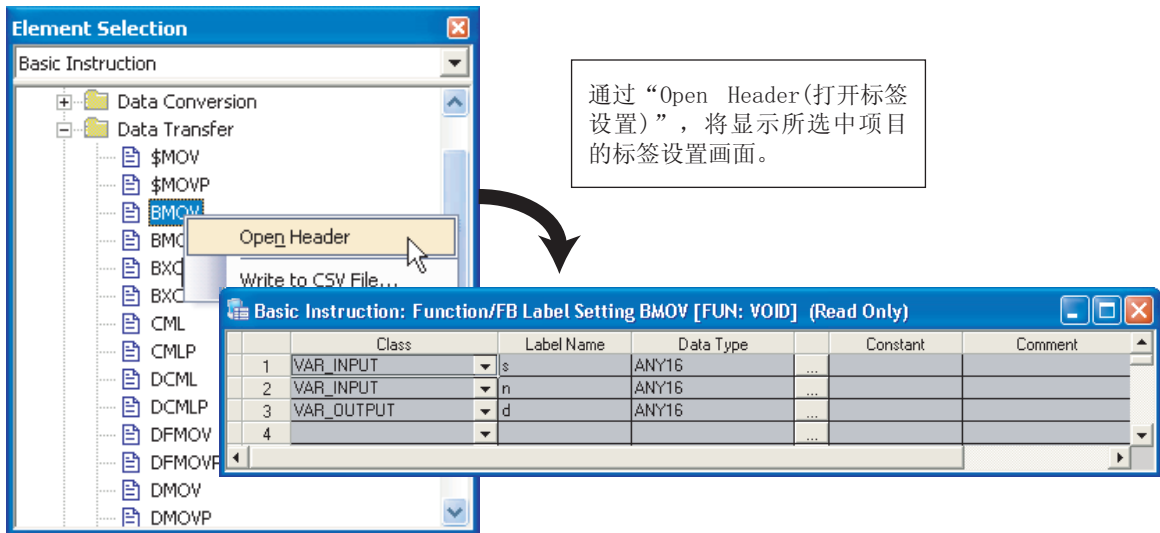 Element Selection
Basic Instruction
Data Conversion
Data Transfer
$MOV
$MOVP
BMOV
Open Header
Write to CSV File...
CML
CMLP
DCML
DCMLP
DFMOV
DFMOVP
DMOV
DMOVP
通过“Open Header(打开标签
设置)”，将显示所选中项目
的标签设置画面。
Basic Instruction: Function/FB Label Setting BMOV [FUN: VOID] (Read Only)
Class Label Name Data Type Constant Comment
1 VAR_INPUT s ANY16 ...
2 VAR_INPUT n ANY16 ...
3 VAR_OUTPUT d ANY16 ...
4 ...